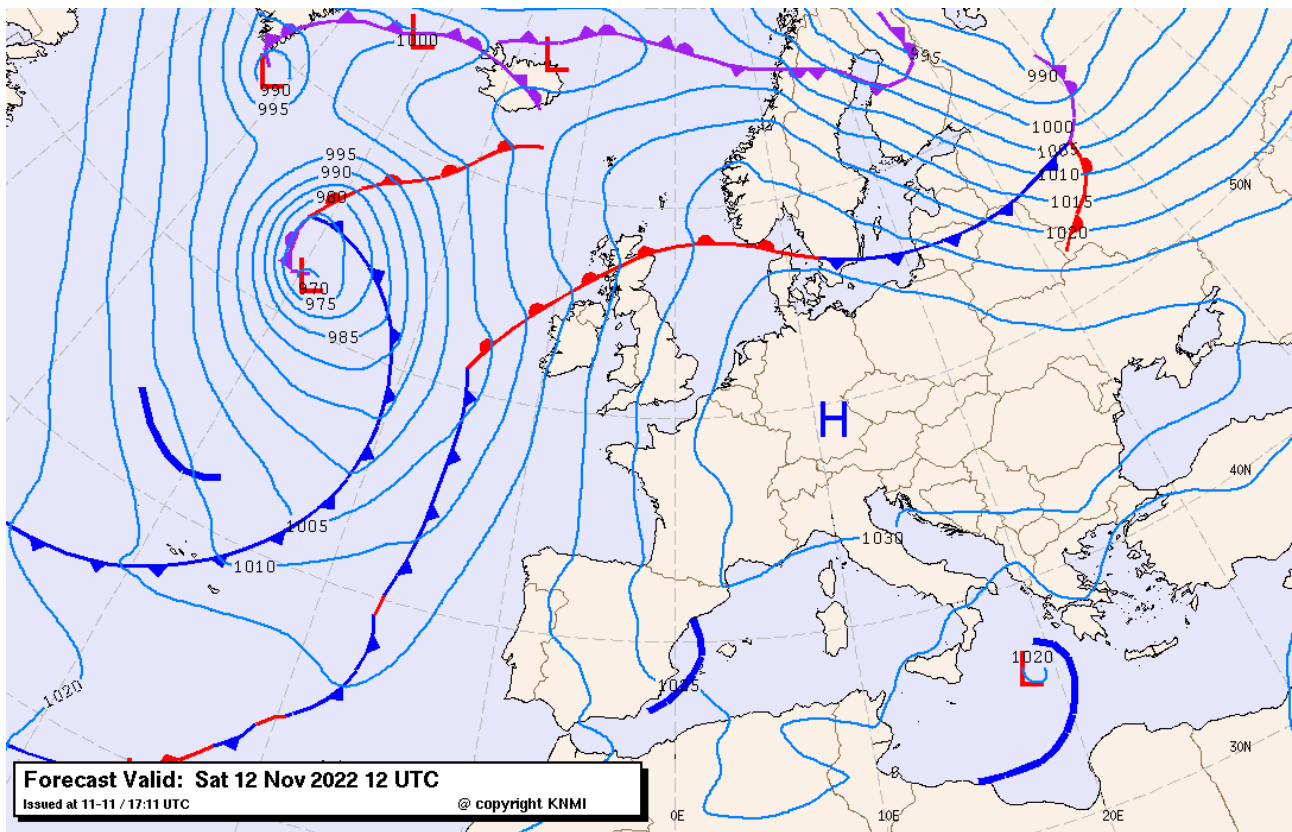 L
1000
L
L
995
990
990
995
1000
50N
995
1005
990
1010
980
1015
1020
L
970
975
985
H
40N
1005
1030
1010
1020
L
1025
1020
30N
Forecast Valid: Sat 12 Nov 2022 12 UTC
Issued at 11-11 / 17:11 UTC
@ copyright KNMI
0E
10E
20E